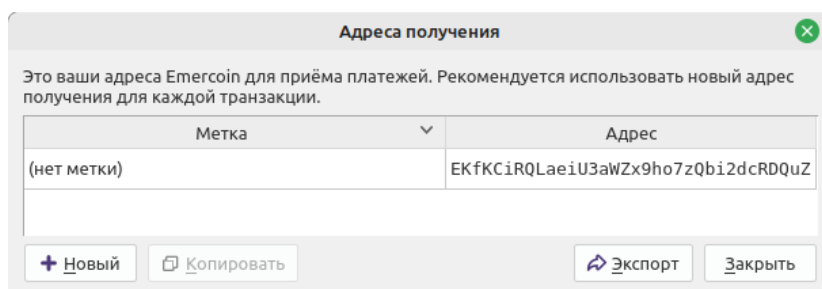 Адреса получения
Это ваши адреса Emercoin для приёма платежей. Рекомендуется использовать новый адрес
получения для каждой транзакции.
Метка Адрес
(нет метки) EKfKCiRQLaeiU3aWZx9ho7zQbi2dcRDQuZ
Новый Копировать Экспорт Закрыть